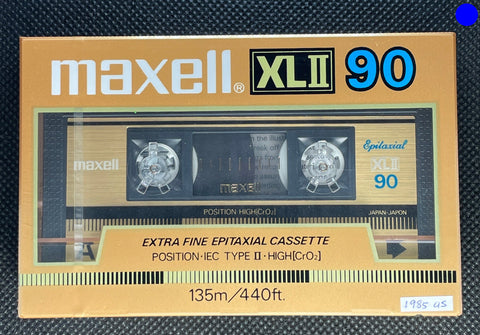 maxell® XLII 90
maxell
Epitaxial
XLII
90
maxell
POSITION HIGH[CrO₂]
JAPAN·JAPON
A
EXTRA FINE EPITAXIAL CASSETTE
POSITION·IEC TYPE II·HIGH[CrO₂]
135m/440ft.
1985 US